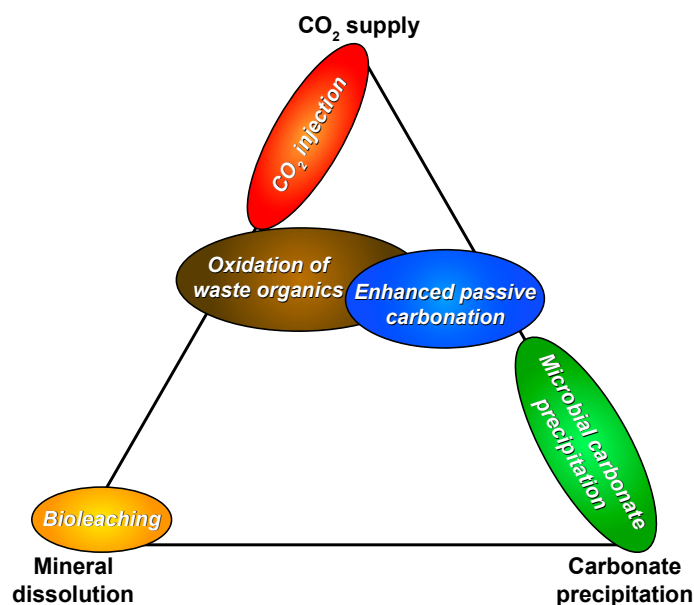 CO₂ supply
CO₂ injection
Oxidation of
waste organics
Enhanced passive
carbonation
Microbial carbonate
precipitation
Bioleaching
Mineral
dissolution
Carbonate
precipitation